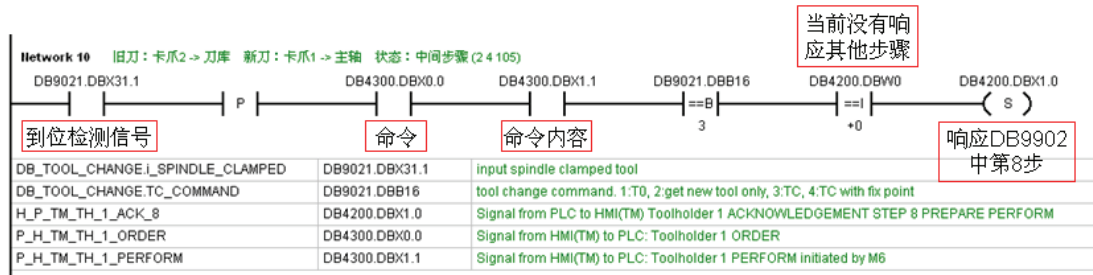 当前没有响
应其他步骤
Network 10 旧刀：卡爪2 -> 刀库 新刀：卡爪1 -> 主轴 状态：中间步骤 (2 4 105)
DB9021.DBX31.1 DB4300.DBX0.0 DB4300.DBX1.1 DB9021.DBB16 DB4200.DBW0 DB4200.DBX1.0
P ==B ==I S
3 +0
到位检测信号 命令 命令内容 响应DB9902
中第8步
DB_TOOL_CHANGE.i_SPINDLE_CLAMPED DB9021.DBX31.1 input spindle clamped tool
DB_TOOL_CHANGE.TC_COMMAND DB9021.DBB16 tool change command. 1:T0, 2:get new tool only, 3:TC, 4:TC with fix point
H_P_TM_TH_1_ACK_8 DB4200.DBX1.0 Signal from PLC to HMI(TM) Toolholder 1 ACKNOWLEDGEMENT STEP 8 PREPARE PERFORM
P_H_TM_TH_1_ORDER DB4300.DBX0.0 Signal from HMI(TM) to PLC: Toolholder 1 ORDER
P_H_TM_TH_1_PERFORM DB4300.DBX1.1 Signal from HMI(TM) to PLC: Toolholder 1 PERFORM initiated by M6